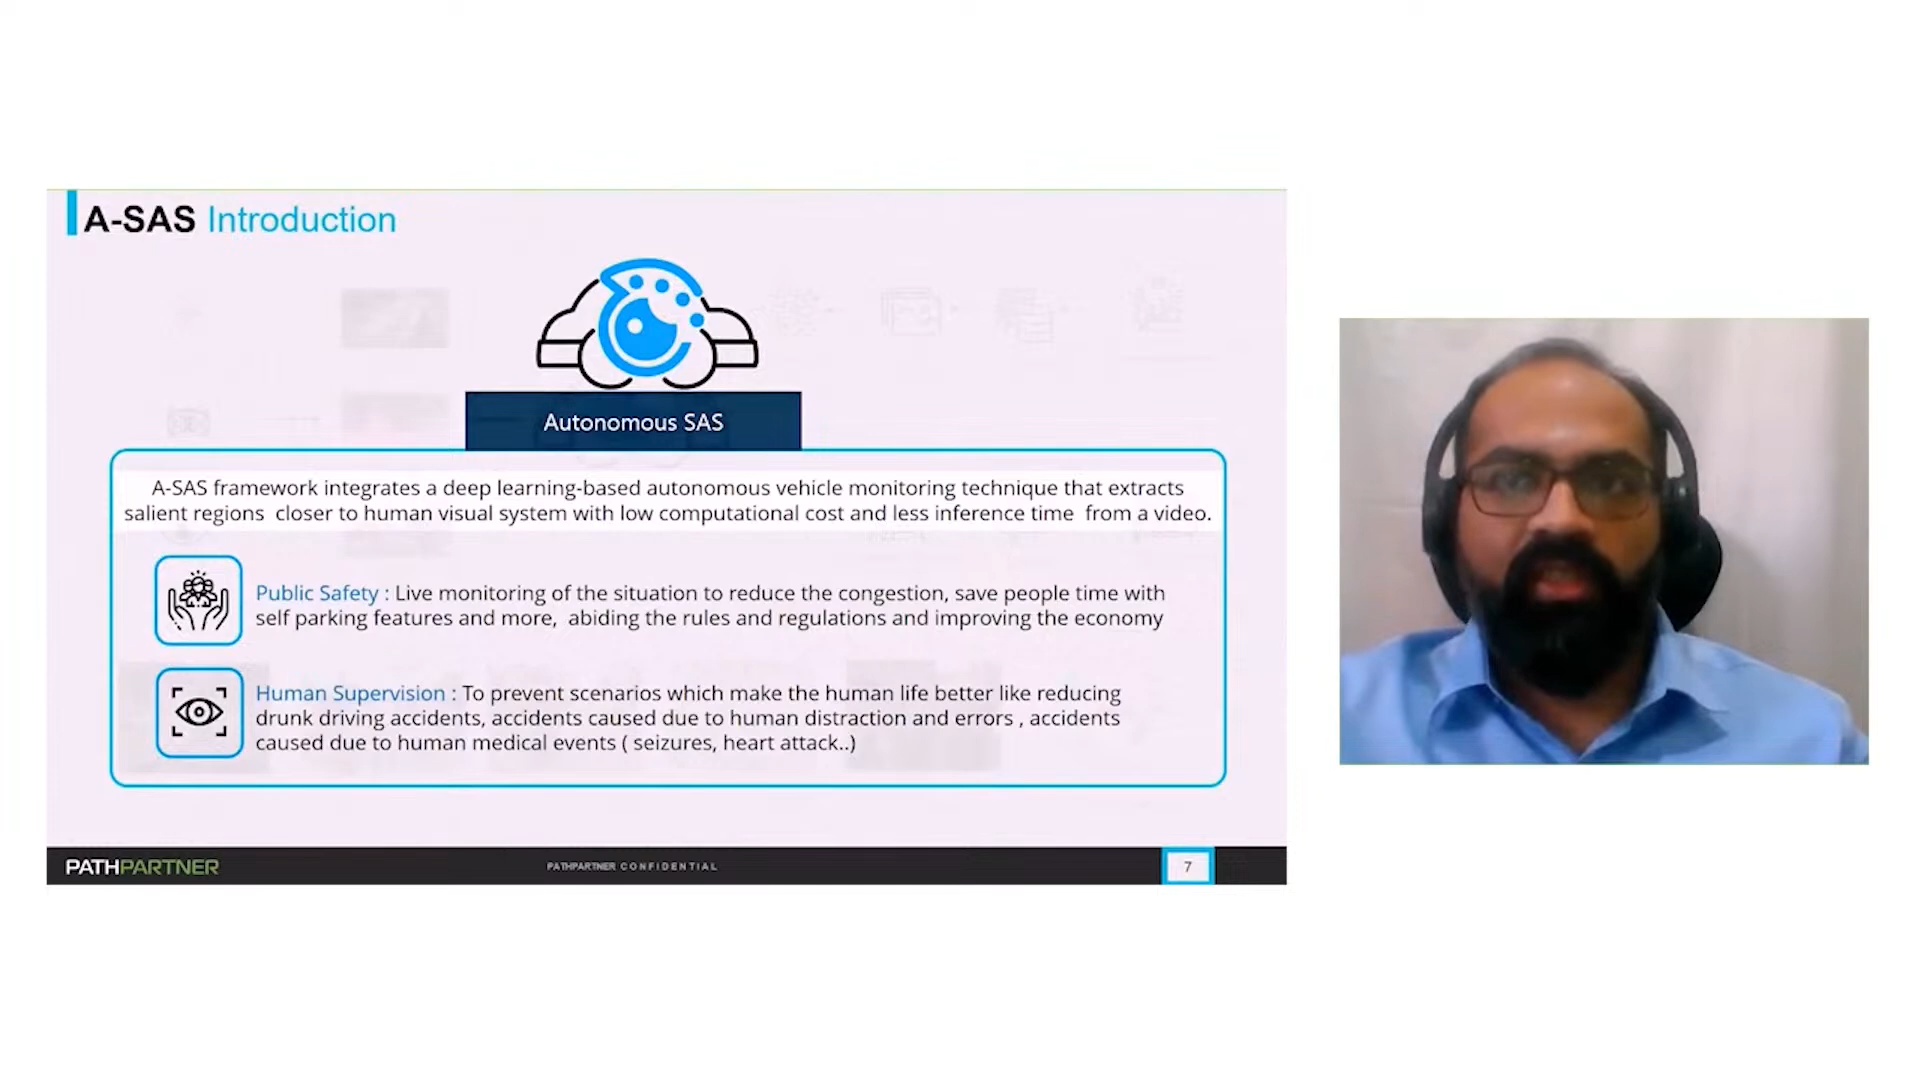 A-SAS Introduction
Autonomous SAS
A-SAS framework integrates a deep learning-based autonomous vehicle monitoring technique that extracts
salient regions closer to human visual system with low computational cost and less inference time from a video.
Public Safety : Live monitoring of the situation to reduce the congestion, save people time with
self parking features and more, abiding the rules and regulations and improving the economy
Human Supervision : To prevent scenarios which make the human life better like reducing
drunk driving accidents, accidents caused due to human distraction and errors , accidents
caused due to human medical events ( seizures, heart attack..)
PATHPARTNER
PATHPARTNER CONFIDENTIAL
7